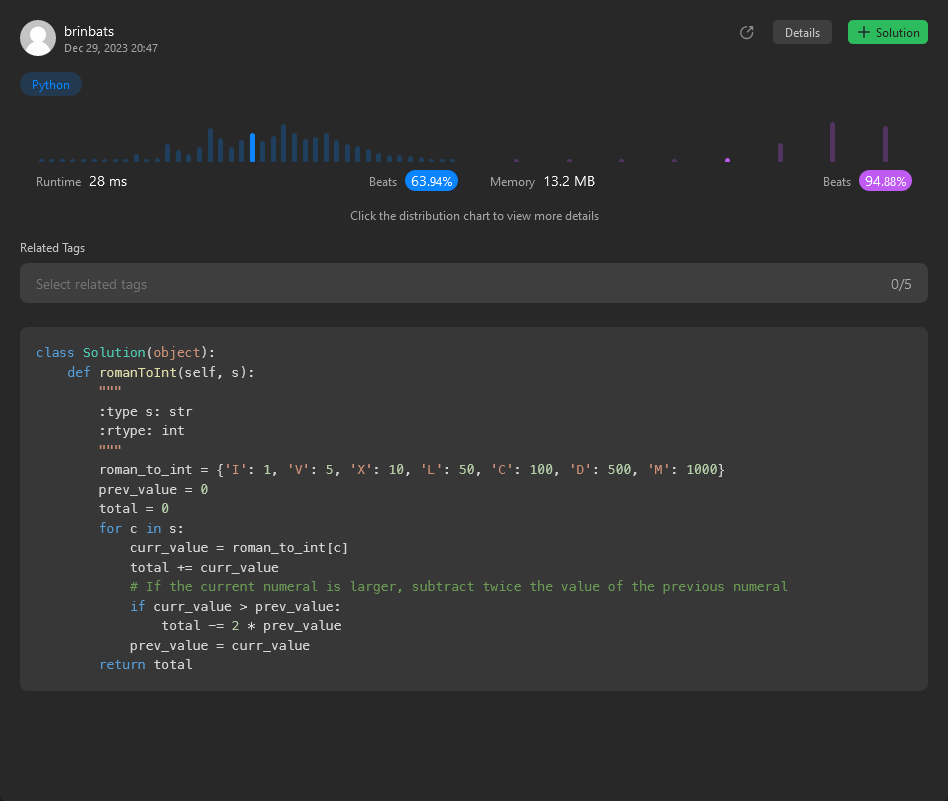 brinbats
Dec 29, 2023 20:47
Details
Solution
Python
Runtime 28 ms
Beats 63.94%
Memory 13.2 MB
Beats 94.88%
Click the distribution chart to view more details
Related Tags
Select related tags
0/5
class Solution(object):
    def romanToInt(self, s):
        """
        :type s: str
        :rtype: int
        """
        roman_to_int = {'I': 1, 'V': 5, 'X': 10, 'L': 50, 'C': 100, 'D': 500, 'M': 1000}
        prev_value = 0
        total = 0
        for c in s:
            curr_value = roman_to_int[c]
            total += curr_value
            # If the current numeral is larger, subtract twice the value of the previous numeral
            if curr_value > prev_value:
                total -= 2 * prev_value
            prev_value = curr_value
        return total